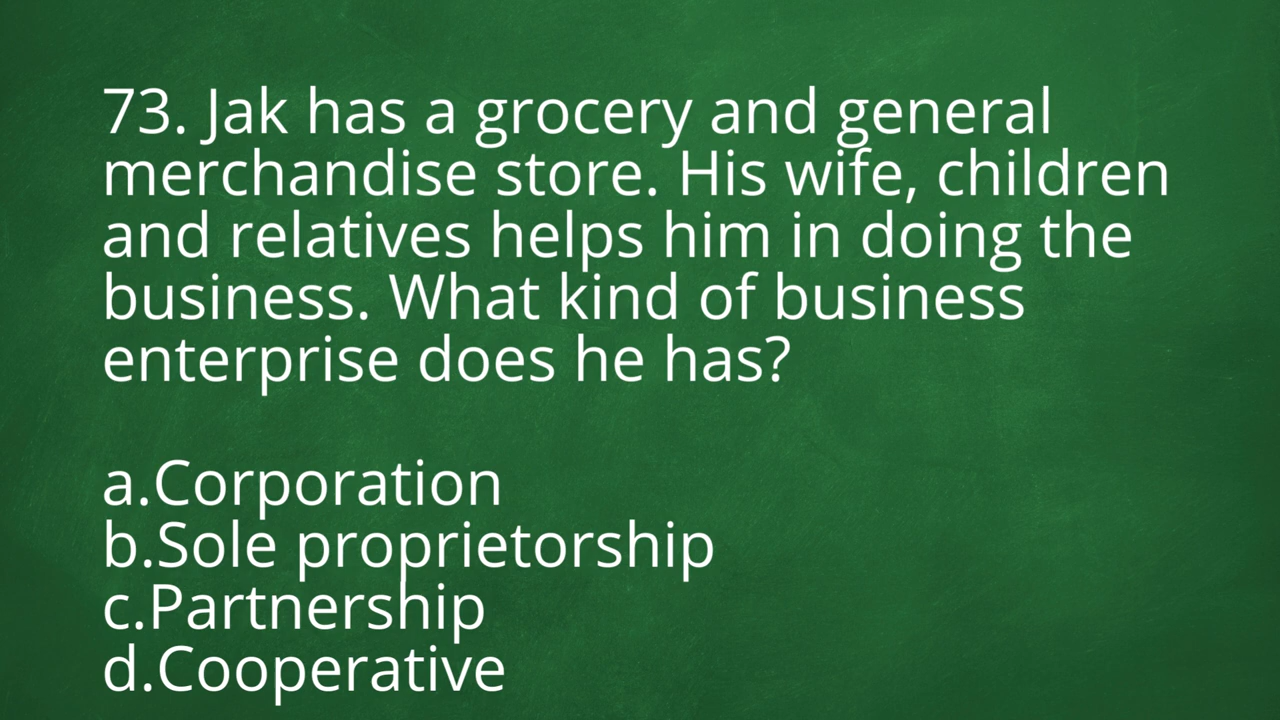 73. Jak has a grocery and general
merchandise store. His wife, children
and relatives helps him in doing the
business. What kind of business
enterprise does he has?
a.Corporation
b.Sole proprietorship
c.Partnership
d.Cooperative